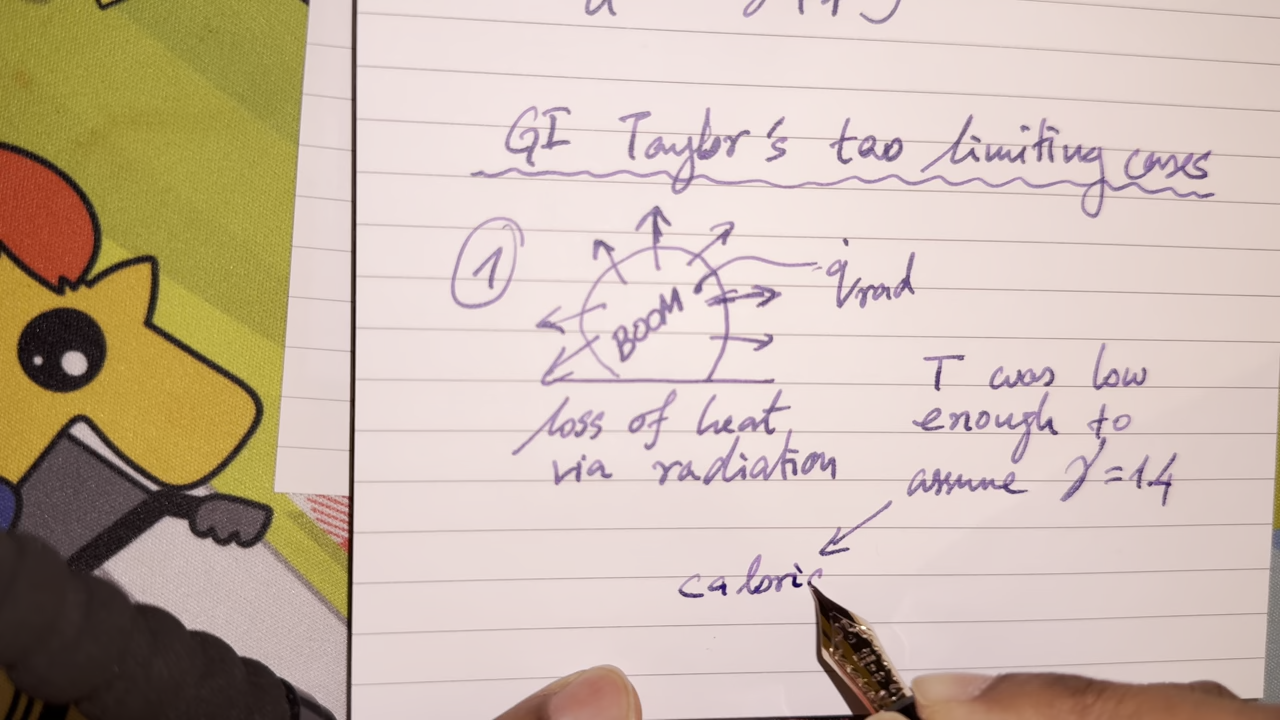 GI Taylor's two limiting cases
1
BOOM
q̇rad
loss of heat
via radiation
T was low
enough to
assume γ=1.4
caloric